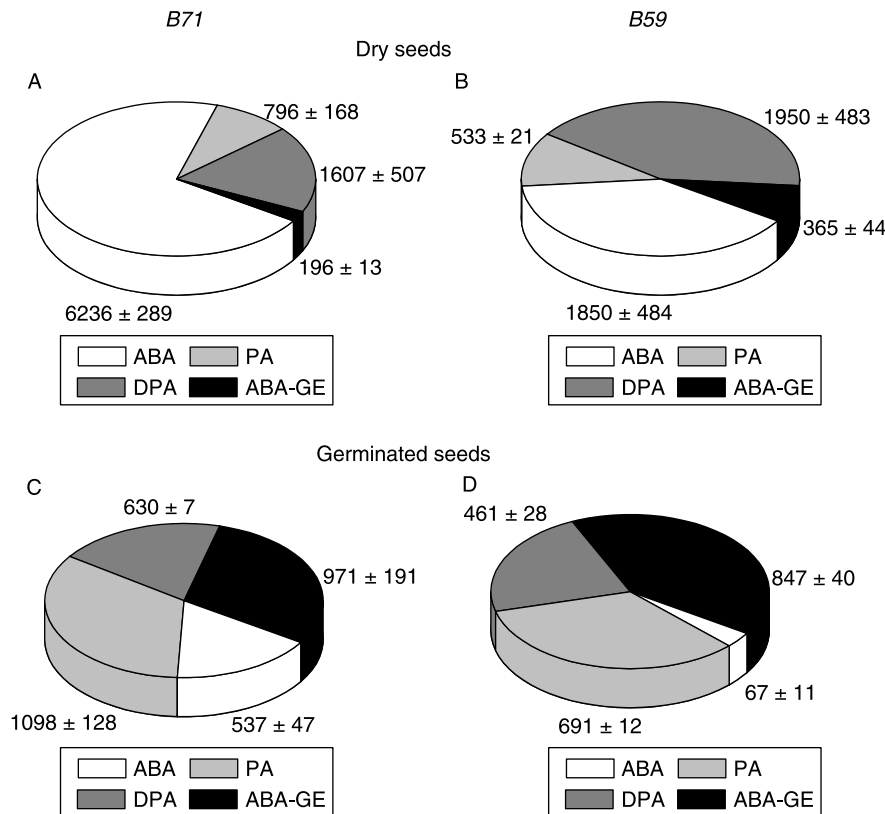 B71 B59
Dry seeds
A B
796 ± 168
1950 ± 483
533 ± 21
1607 ± 507
365 ± 44
196 ± 13
6236 ± 289
1850 ± 484
ABA PA
DPA ABA-GE
ABA PA
DPA ABA-GE
Germinated seeds
C D
630 ± 7
461 ± 28
971 ± 191
847 ± 40
67 ± 11
1098 ± 128
537 ± 47
691 ± 12
ABA PA
DPA ABA-GE
ABA PA
DPA ABA-GE